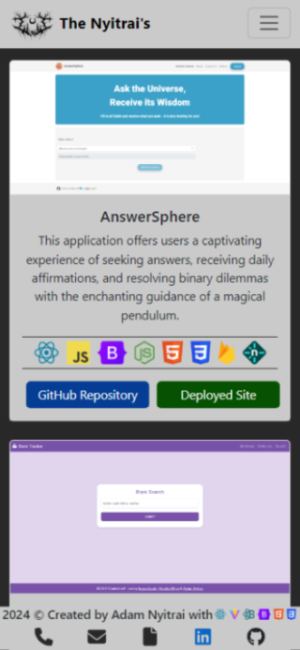 The Nyitrai's
Ask the Universe,
Receive its Wisdom
AnswerSphere
This application offers users a captivating
experience of seeking answers, receiving daily
affirmations, and resolving binary dilemmas
with the enchanting guidance of a magical
pendulum.
JS
B
GitHub Repository
Deployed Site
Book Search
2024 © Created by Adam Nyitrai with